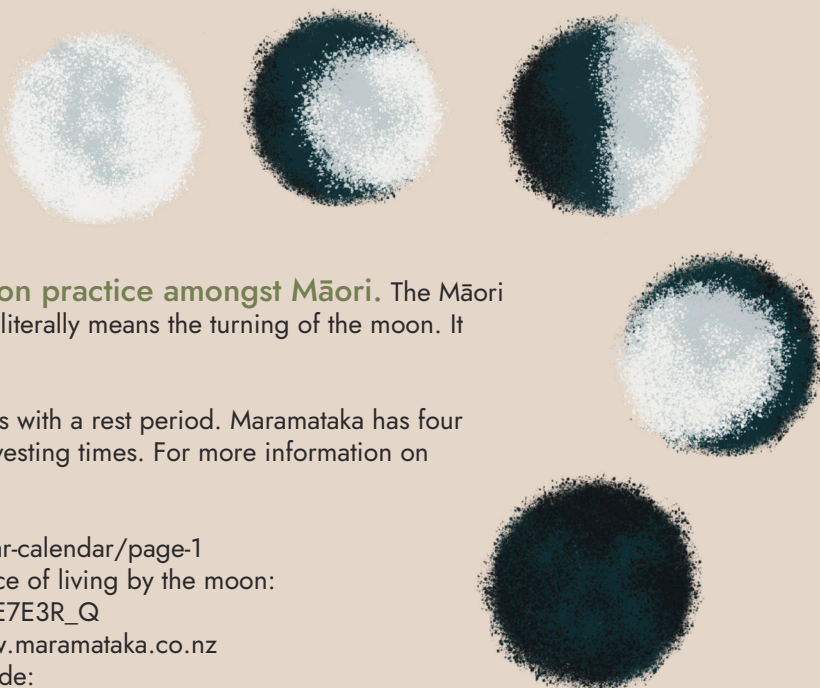 on practice amongst Māori. The Māori
literally means the turning of the moon. It
s with a rest period. Maramataka has four
vesting times. For more information on
ar-calendar/page-1
ce of living by the moon:
E7E3R_Q
w.maramataka.co.nz
de: